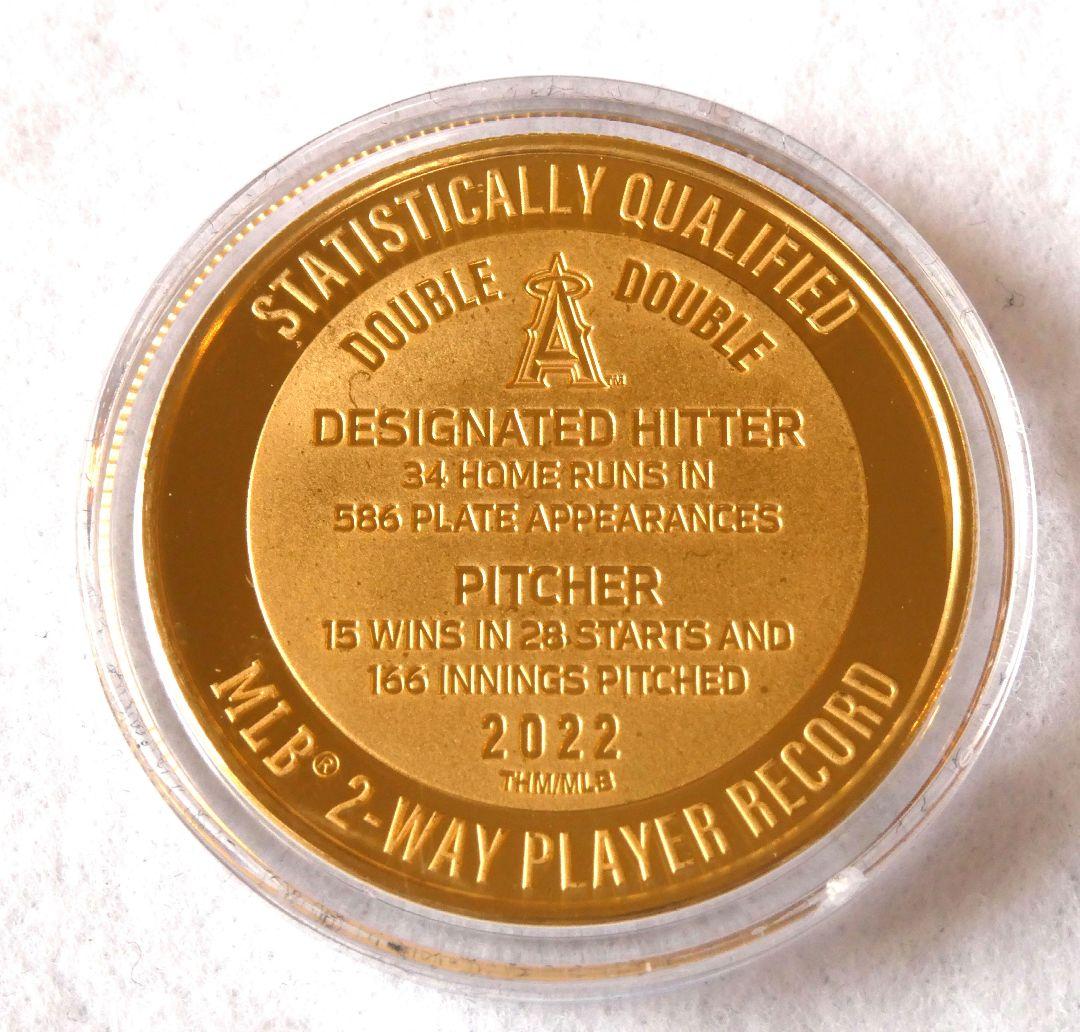 STATISTICALLY QUALIFIED
DOUBLE DOUBLE
A™
DESIGNATED HITTER
34 HOME RUNS IN
586 PLATE APPEARANCES
PITCHER
15 WINS IN 28 STARTS AND
166 INNINGS PITCHED
2022
THM/MLB
MLB® 2-WAY PLAYER RECORD